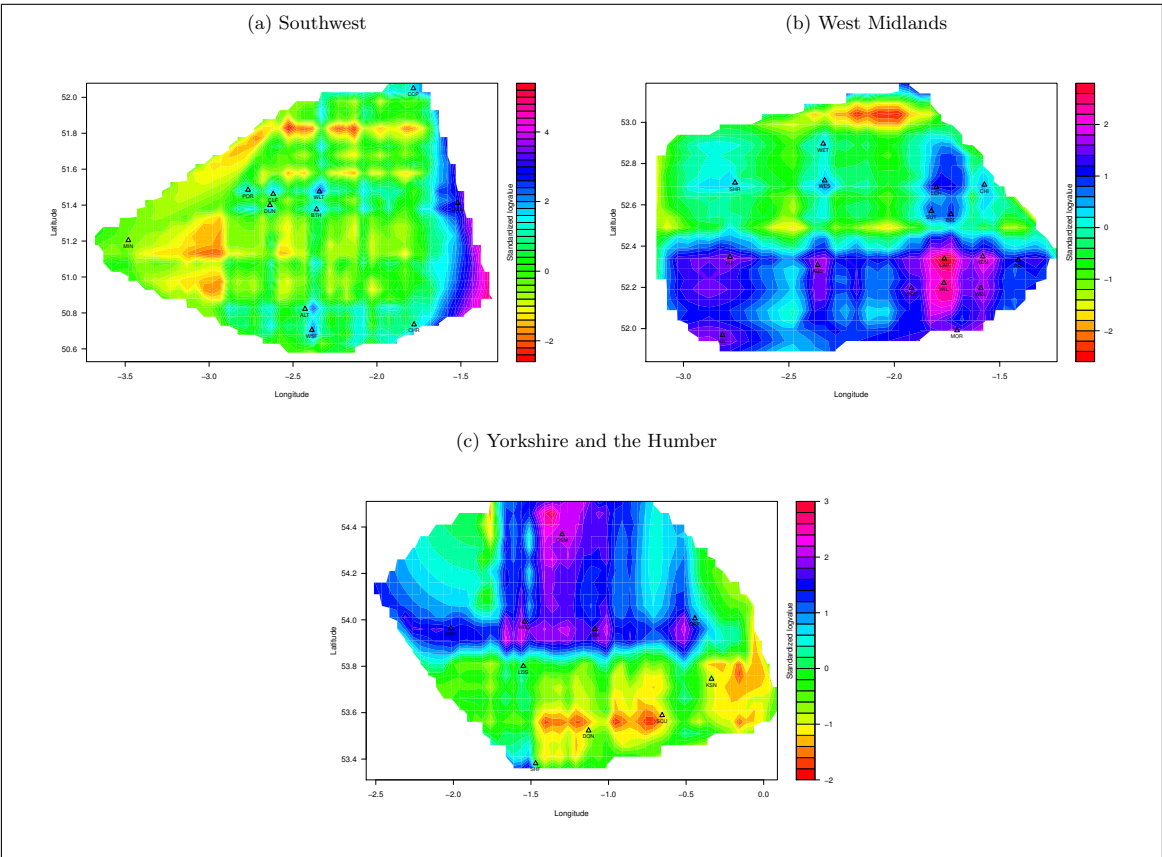 (a) Southwest
(b) West Midlands
52.0
51.8
51.6
51.4
51.2
51.0
50.8
50.6
Latitude
−3.5
−3.0
−2.5
−2.0
−1.5
Longitude
CCP
POR
CLF
DUN
WLT
BTH
MIN
ALT
WSF
CHR
4
2
0
−2
Standardized logvalue
53.0
52.8
52.6
52.4
52.2
52.0
Latitude
−3.0
−2.5
−2.0
−1.5
Longitude
WET
SHR
WES
CHI
SUT
LAP
WIL
MOR
2
1
0
−1
−2
Standardized logvalue
(c) Yorkshire and the Humber
54.4
54.2
54.0
53.8
53.6
53.4
Latitude
−2.5
−2.0
−1.5
−1.0
−0.5
0.0
Longitude
LDS
KSN
SCU
DON
SHF
3
2
1
0
−1
−2
Standardized logvalue